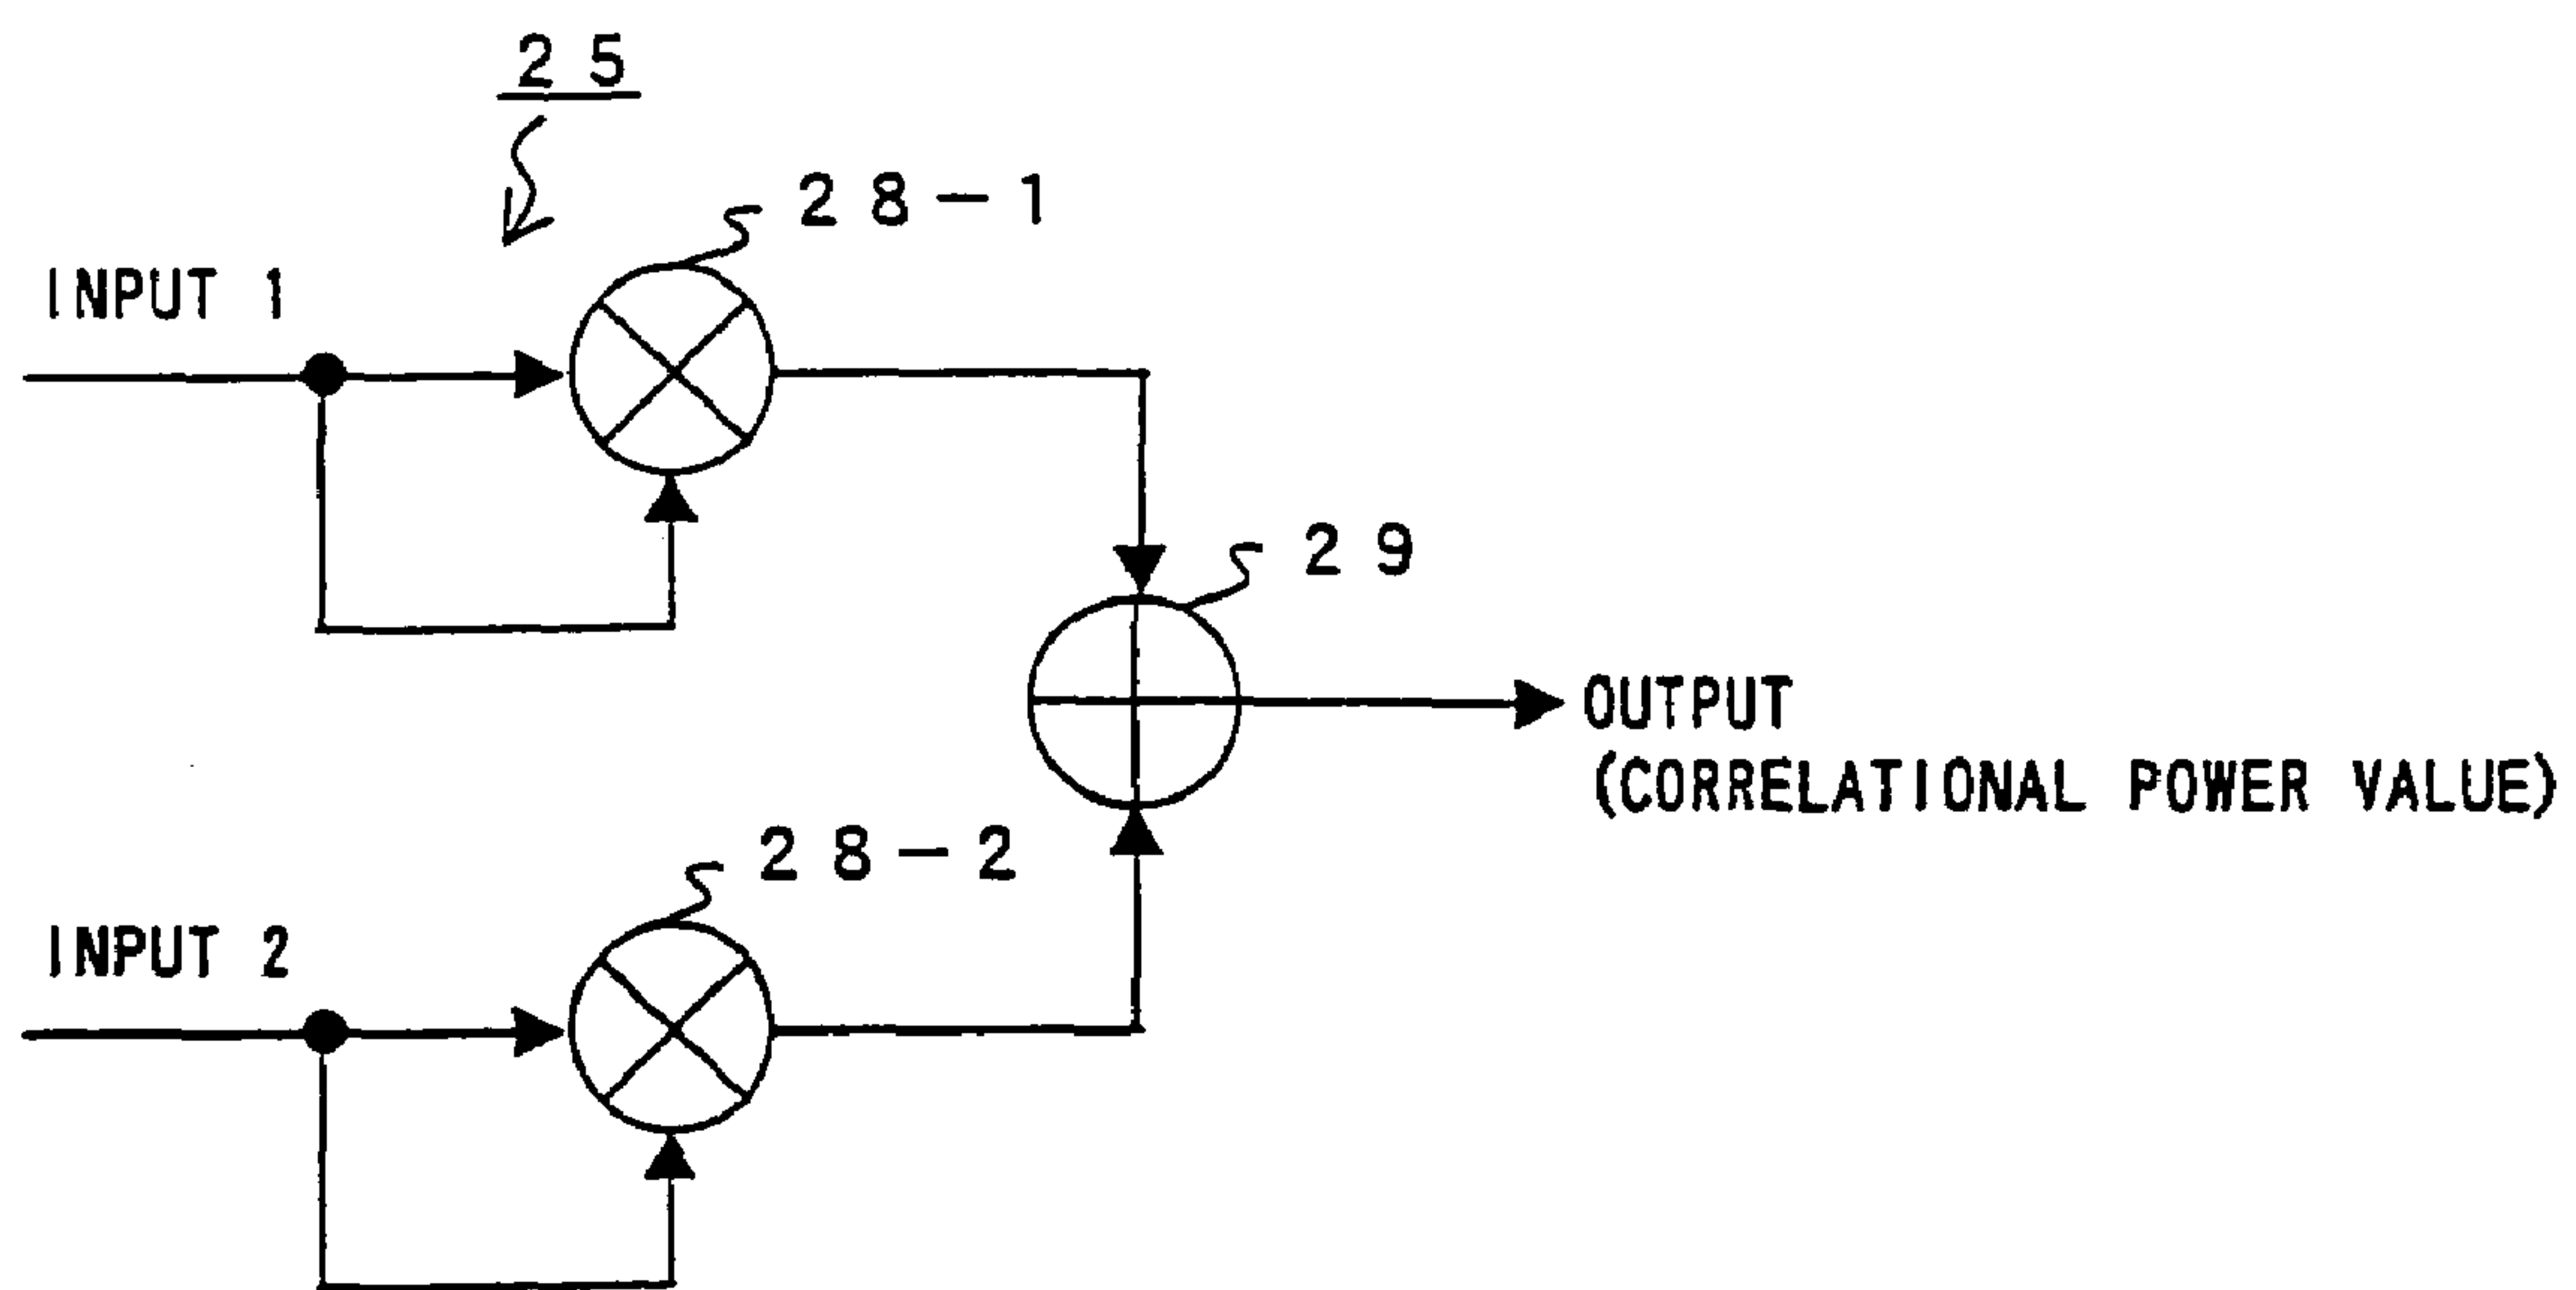 25
28-1
INPUT 1
29
OUTPUT
(CORRELATIONAL POWER VALUE)
28-2
INPUT 2